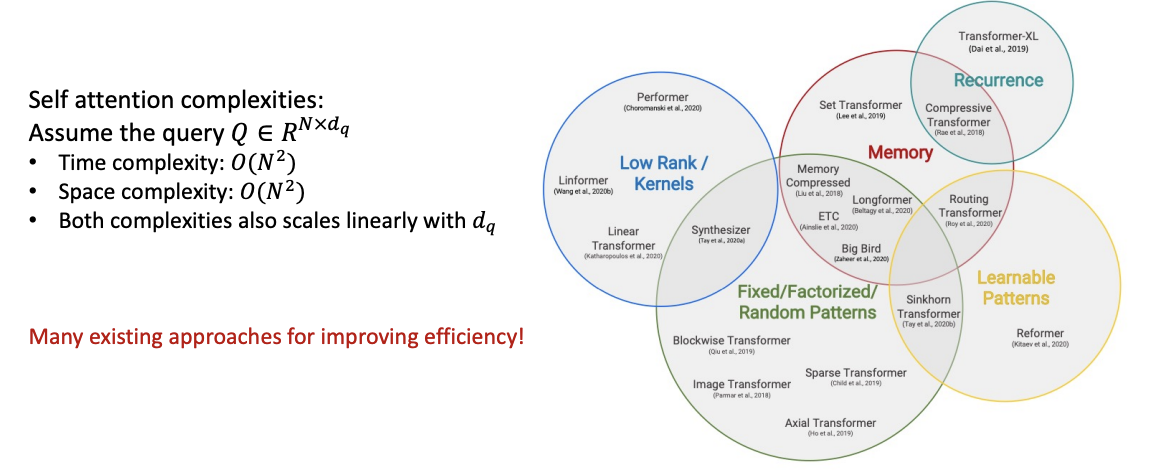 Self attention complexities:
Assume the query Q ∈ R^{N×d_q}
• Time complexity: O(N²)
• Space complexity: O(N²)
• Both complexities also scales linearly with d_q
Many existing approaches for improving efficiency!
Transformer-XL
(Dai et al., 2019)
Recurrence
Compressive
Transformer
(Rae et al., 2018)
Performer
(Choromanski et al., 2020)
Low Rank /
Kernels
Linformer
(Wang et al., 2020b)
Linear
Transformer
(Katharopoulos et al., 2020)
Synthesizer
(Tay et al., 2020a)
Set Transformer
(Lee et al., 2019)
Memory
Memory
Compressed
(Liu et al., 2018)
Longformer
(Beltagy et al., 2020)
ETC
(Ainslie et al., 2020)
Big Bird
(Zaheer et al., 2020)
Routing
Transformer
(Roy et al., 2020)
Learnable
Patterns
Sinkhorn
Transformer
(Tay et al., 2020b)
Reformer
(Kitaev et al., 2020)
Fixed/Factorized/
Random Patterns
Blockwise Transformer
(Qiu et al., 2019)
Sparse Transformer
(Child et al., 2019)
Image Transformer
(Parmar et al., 2018)
Axial Transformer
(Ho et al., 2019)